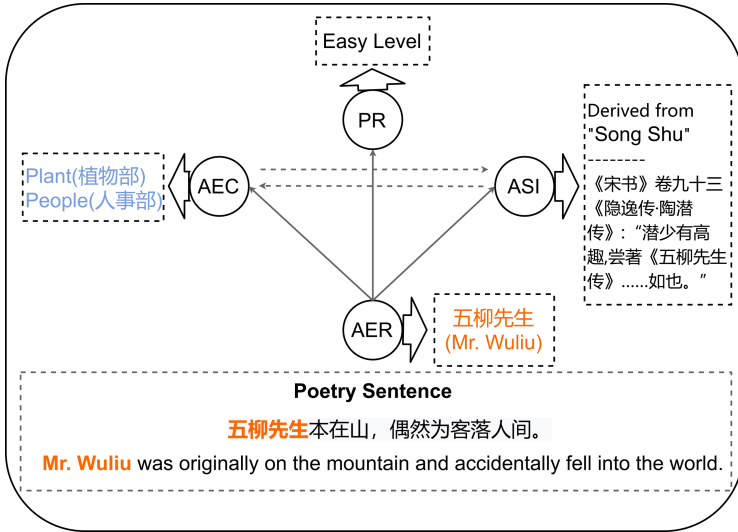 Easy Level
PR
Derived from
"Song Shu"
--------
《宋书》卷九十三
《隐逸传·陶潜
传》：“潜少有高
趣,尝著《五柳先生
传》……如也。”
Plant(植物部)
People(人事部)
AEC
ASI
AER
五柳先生
(Mr. Wuliu)
Poetry Sentence
五柳先生本在山，偶然为客落人间。
Mr. Wuliu was originally on the mountain and accidentally fell into the world.